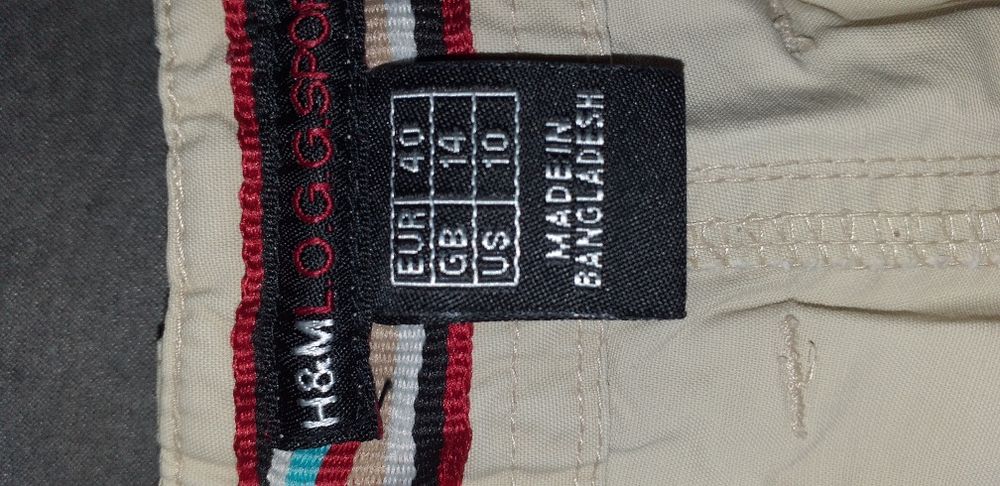 H&M L.O.G.G.SPOR
EUR 40
GB 14
US 10
MADE IN
BANGLADESH